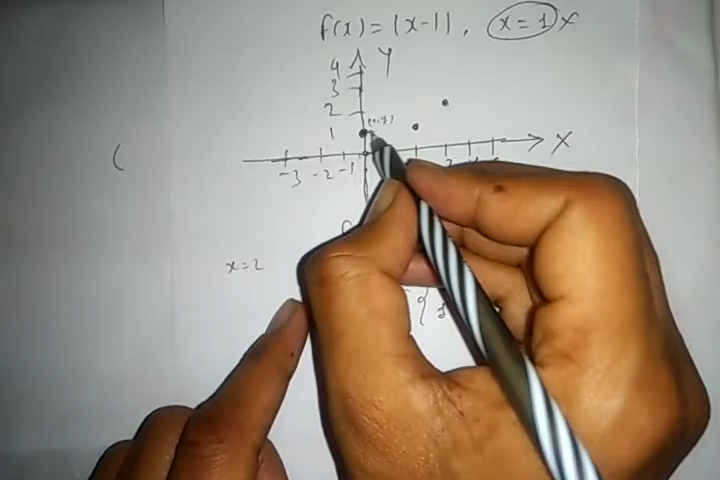 f(x) = |x-1|, x = 1 x
Y
4
3
2
1
-3 -2 -1 X
x = 2